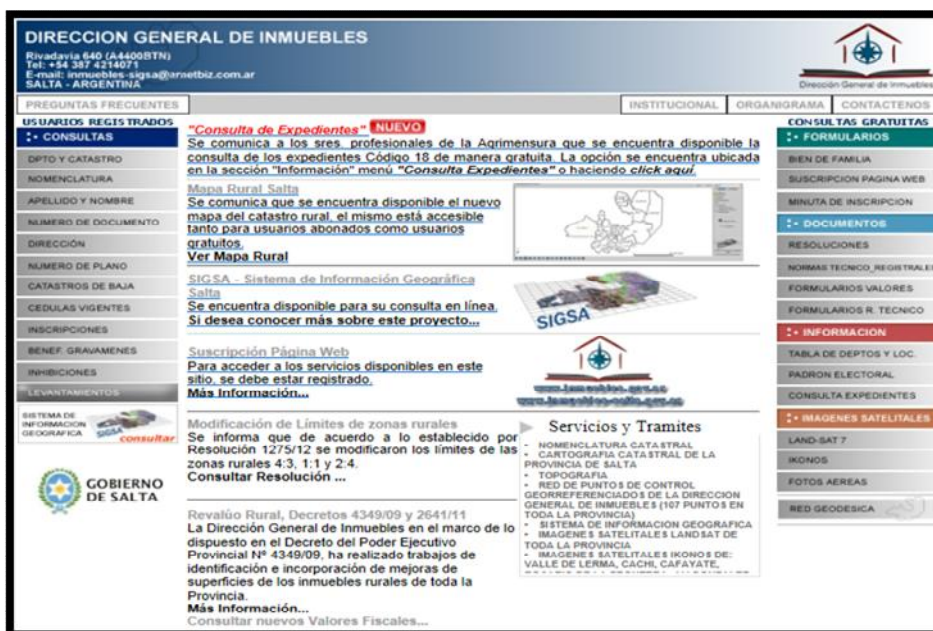 DIRECCION GENERAL DE INMUEBLES
Rivadavia 640 (A4400BTN)
Tel: +54 387 4214071
E-mail: inmuebles-sigsa@arnetbiz.com.ar
SALTA - ARGENTINA
Dirección General de Inmuebles
PREGUNTAS FRECUENTES
INSTITUCIONAL
ORGANIGRAMA
CONTACTENOS
USUARIOS REGISTRADOS
CONSULTAS
DPTO Y CATASTRO
NOMENCLATURA
APELLIDO Y NOMBRE
NUMERO DE DOCUMENTO
DIRECCIÓN
NUMERO DE PLANO
CATASTROS DE BAJA
CEDULAS VIGENTES
INSCRIPCIONES
BENEF. GRAVAMENES
INHIBICIONES
LEVANTAMIENTOS
SISTEMA DE
INFORMACION
GEOGRAFICA
SIGSA
consultar
GOBIERNO
DE SALTA
"Consulta de Expedientes" NUEVO
Se comunica a los sres. profesionales de la Agrimensura que se encuentra disponible la
consulta de los expedientes Código 18 de manera gratuita. La opción se encuentra ubicada
en la sección "Información" menú "Consulta Expedientes" o haciendo click aquí.
Mapa Rural Salta
Se comunica que se encuentra disponible el nuevo
mapa del catastro rural, el mismo está accesible
tanto para usuarios abonados como usuarios
gratuitos.
Ver Mapa Rural
SIGSA - Sistema de Información Geográfica
Salta
Se encuentra disponible para su consulta en línea.
Si desea conocer más sobre este proyecto...
SIGSA
Suscripción Página Web
Para acceder a los servicios disponibles en este
sitio, se debe estar registrado.
Más Información...
www.inmuebles.gov.ar
www.inmuebles-salta.gov.ar
Modificación de Límites de zonas rurales
Se informa que de acuerdo a lo establecido por
Resolución 1275/12 se modificaron los límites de las
zonas rurales 4:3, 1:1 y 2:4.
Consultar Resolución ...
Revalúo Rural, Decretos 4349/09 y 2641/11
La Dirección General de Inmuebles en el marco de lo
dispuesto en el Decreto del Poder Ejecutivo
Provincial Nº 4349/09, ha realizado trabajos de
identificación e incorporación de mejoras de
superficies de los inmuebles rurales de toda la
Provincia.
Más Información...
Consultar nuevos Valores Fiscales...
Servicios y Tramites
• NOMENCLATURA CATASTRAL
• CARTOGRAFIA CATASTRAL DE LA
PROVINCIA DE SALTA
• TOPOGRAFIA
• RED DE PUNTOS DE CONTROL
GEORREFERENCIADOS DE LA DIRECCION
GENERAL DE INMUEBLES (107 PUNTOS EN
TODA LA PROVINCIA)
• SISTEMA DE INFORMACION GEOGRAFICA
• IMAGENES SATELITALES LANDSAT DE
TODA LA PROVINCIA
• IMAGENES SATELITALES IKONOS DE:
VALLE DE LERMA, CACHI, CAFAYATE,
CONSULTAS GRATUITAS
FORMULARIOS
BIEN DE FAMILIA
SUSCRIPCION PAGINA WEB
MINUTA DE INSCRIPCION
DOCUMENTOS
RESOLUCIONES
NORMAS TECNICO_REGISTRALE
FORMULARIOS VALORES
FORMULARIOS R. TECNICO
INFORMACION
TABLA DE DEPTOS Y LOC.
PADRON ELECTORAL
CONSULTA EXPEDIENTES
IMAGENES SATELITALES
LAND-SAT 7
IKONOS
FOTOS AEREAS
RED GEODESICA